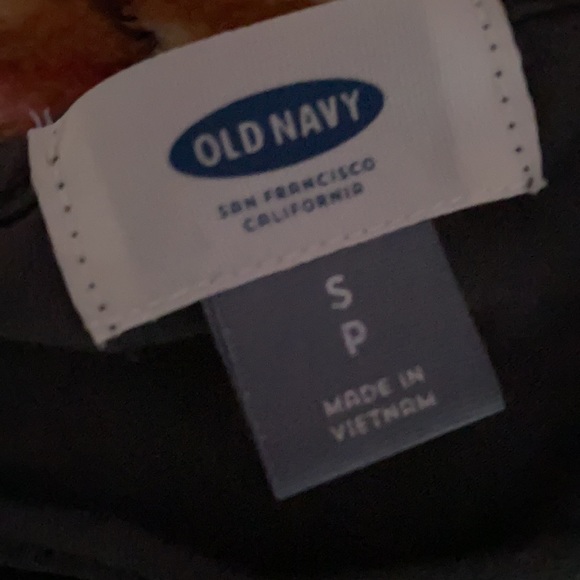 OLD NAVY
SAN FRANCISCO
CALIFORNIA
S
P
MADE IN
VIETNAM